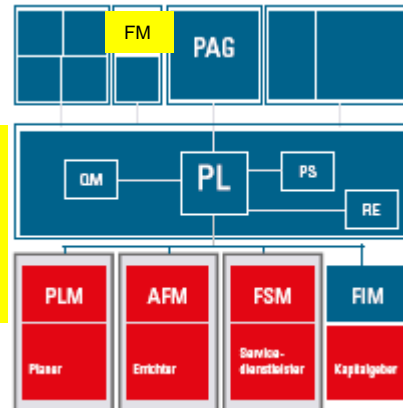 FM
PAG
QM
PL
PS
RE
PLM
AFM
FSM
FIM
Planer
Errichter
Service-
dienstleister
Kapitalgeber